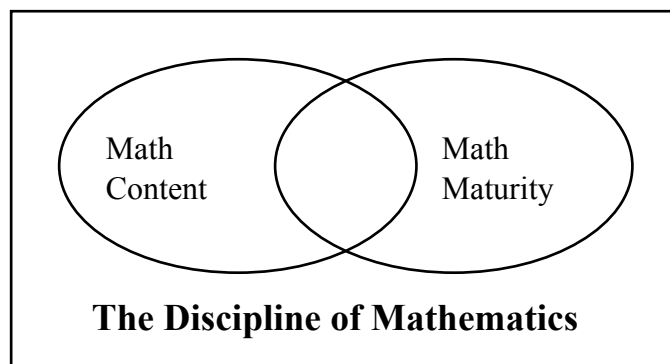 Math
Content
Math
Maturity
The Discipline of Mathematics